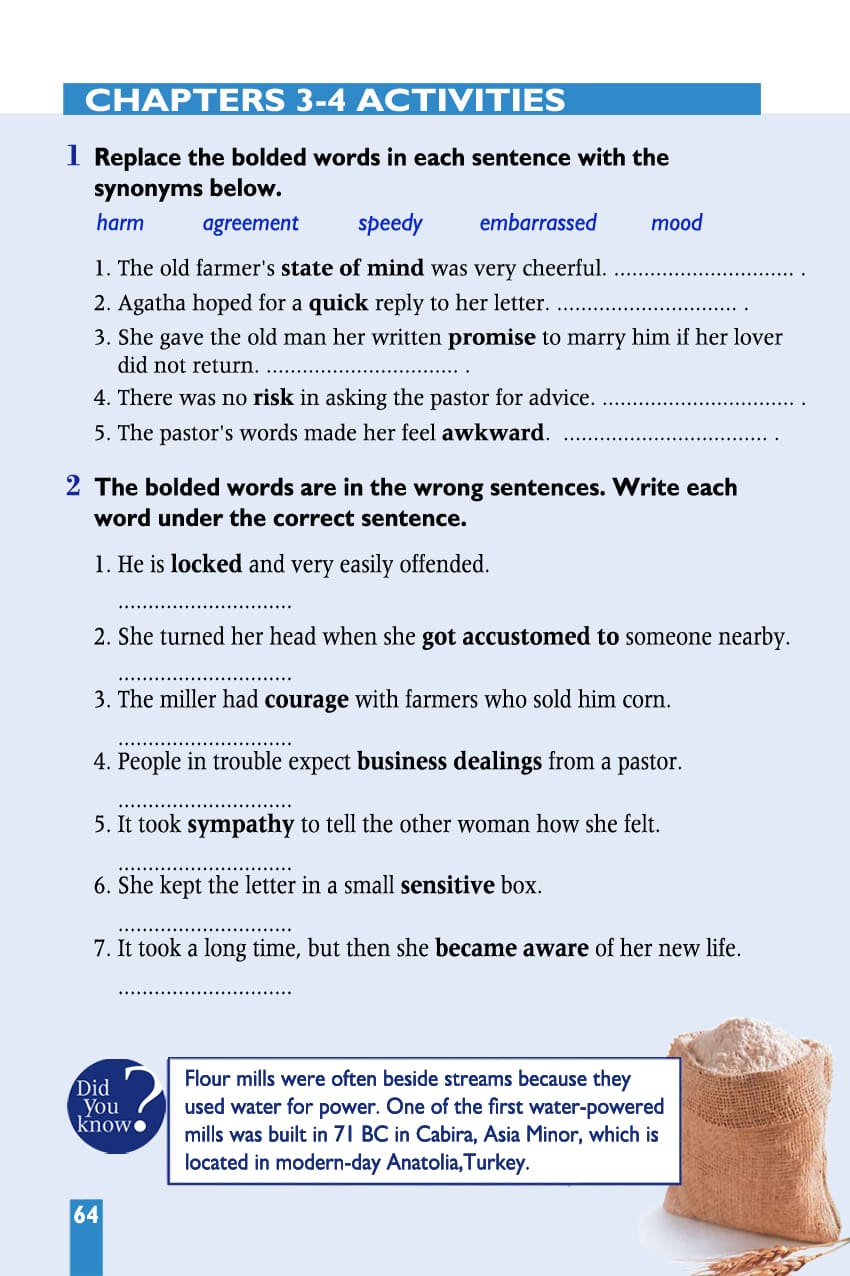 CHAPTERS 3-4 ACTIVITIES
1 Replace the bolded words in each sentence with the
synonyms below.
harm agreement speedy embarrassed mood
1. The old farmer's state of mind was very cheerful. .............................. .
2. Agatha hoped for a quick reply to her letter. .............................. .
3. She gave the old man her written promise to marry him if her lover
did not return. ................................ .
4. There was no risk in asking the pastor for advice. ................................ .
5. The pastor's words made her feel awkward. .................................. .
2 The bolded words are in the wrong sentences. Write each
word under the correct sentence.
1. He is locked and very easily offended.
.............................
2. She turned her head when she got accustomed to someone nearby.
.............................
3. The miller had courage with farmers who sold him corn.
.............................
4. People in trouble expect business dealings from a pastor.
.............................
5. It took sympathy to tell the other woman how she felt.
.............................
6. She kept the letter in a small sensitive box.
.............................
7. It took a long time, but then she became aware of her new life.
.............................
Did
You
know?
Flour mills were often beside streams because they
used water for power. One of the first water-powered
mills was built in 71 BC in Cabira, Asia Minor, which is
located in modern-day Anatolia,Turkey.
64